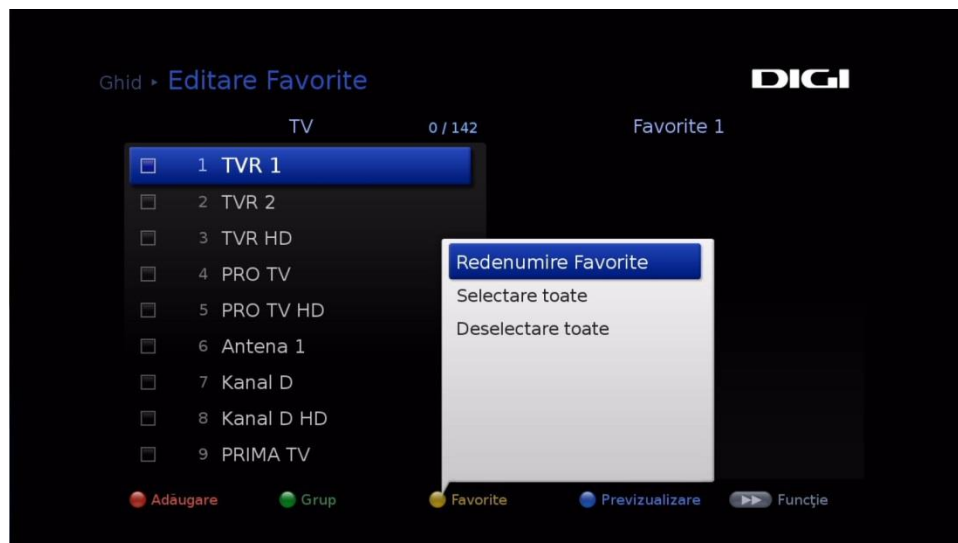 Ghid ▸ Editare Favorite
DIGI
TV 0 / 142 Favorite 1
1 TVR 1
2 TVR 2
3 TVR HD
4 PRO TV
5 PRO TV HD
6 Antena 1
7 Kanal D
8 Kanal D HD
9 PRIMA TV
Redenumire Favorite
Selectare toate
Deselectare toate
Adăugare Grup Favorite Previzualizare Funcție